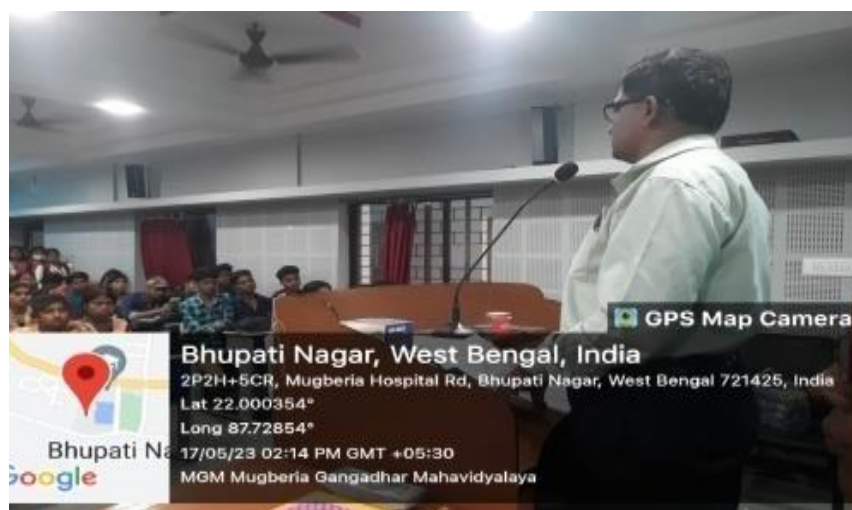 GPS Map Camera
Bhupati Nagar, West Bengal, India
2P2H+5CR, Mugberia Hospital Rd, Bhupati Nagar, West Bengal 721425, India
Lat 22.000354°
Long 87.72854°
17/05/23 02:14 PM GMT +05:30
MGM Mugberia Gangadhar Mahavidyalaya
Bhupati Na
Google